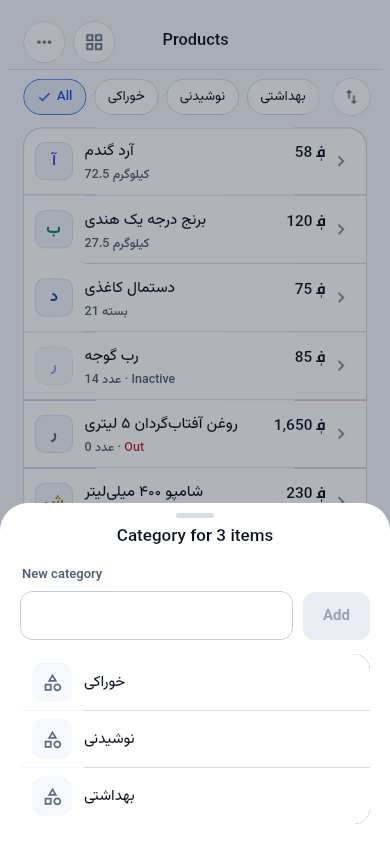 Products
All
خوراکی
نوشیدنی
بهداشتی
آ
آرد گندم
58 ؋
72.5 کیلوگرم
ب
برنج درجه یک هندی
120 ؋
27.5 کیلوگرم
د
دستمال کاغذی
75 ؋
21 بسته
ر
رب گوجه
85 ؋
14 عدد · Inactive
ر
روغن آفتاب‌گردان ۵ لیتری
1,650 ؋
0 عدد · Out
ش
شامپو ۴۰۰ میلی‌لیتر
230 ؋
Category for 3 items
New category
Add
خوراکی
نوشیدنی
بهداشتی